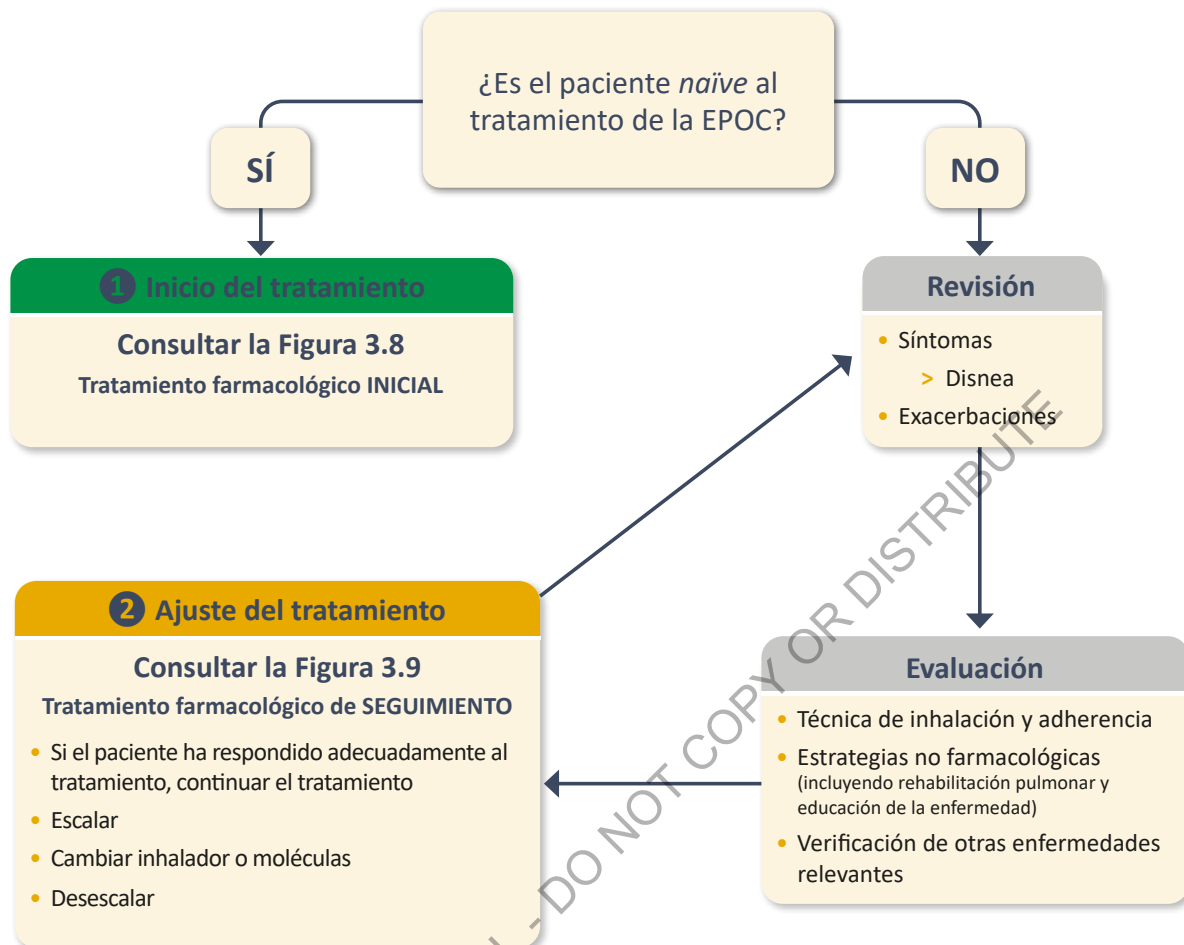 ¿Es el paciente naïve al
tratamiento de la EPOC?
SÍ
NO
1 Inicio del tratamiento
Consultar la Figura 3.8
Tratamiento farmacológico INICIAL
Revisión
• Síntomas
> Disnea
• Exacerbaciones
2 Ajuste del tratamiento
Consultar la Figura 3.9
Tratamiento farmacológico de SEGUIMIENTO
• Si el paciente ha respondido adecuadamente al
tratamiento, continuar el tratamiento
• Escalar
• Cambiar inhalador o moléculas
• Desescalar
Evaluación
• Técnica de inhalación y adherencia
• Estrategias no farmacológicas
(incluyendo rehabilitación pulmonar y
educación de la enfermedad)
• Verificación de otras enfermedades
relevantes
- DO NOT COPY OR DISTRIBUTE